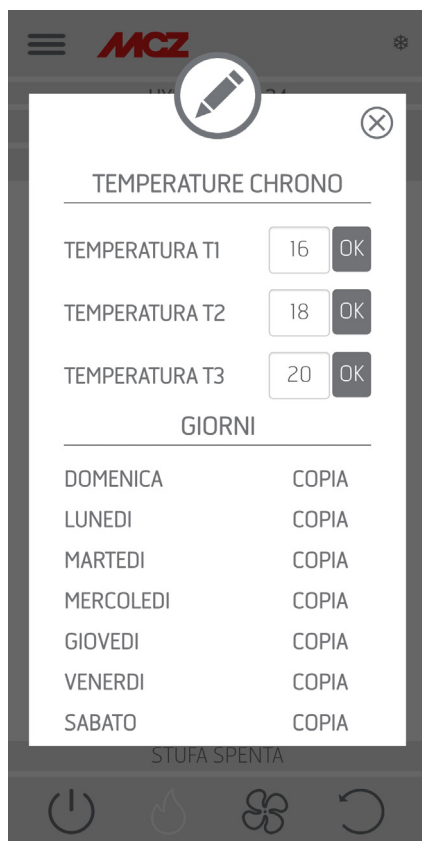 MCZ
TEMPERATURE CHRONO
TEMPERATURA T1 16 OK
TEMPERATURA T2 18 OK
TEMPERATURA T3 20 OK
GIORNI
DOMENICA COPIA
LUNEDI COPIA
MARTEDI COPIA
MERCOLEDI COPIA
GIOVEDI COPIA
VENERDI COPIA
SABATO COPIA
STUFA SPENTA